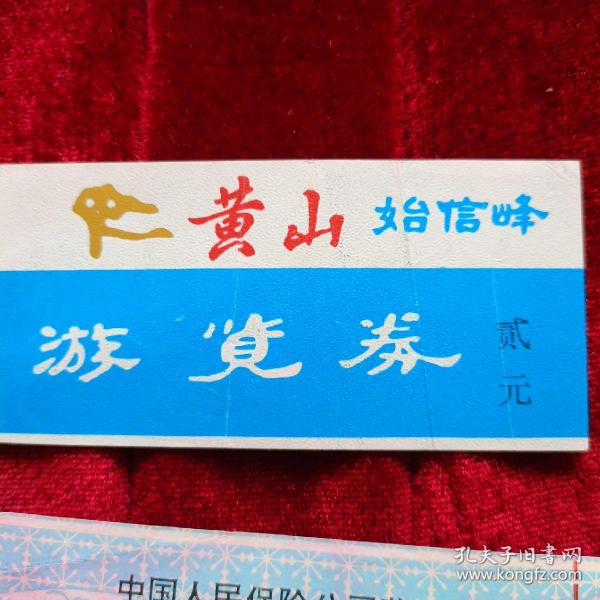 黄山 始信峰
游览券
贰元
中国人民保险公司
孔夫子旧书网
www.kongfz.com